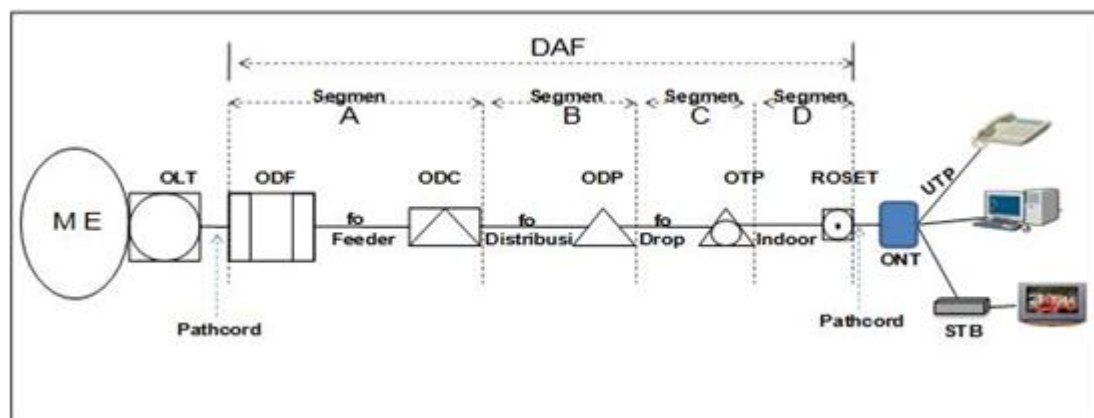 DAF
Segmen
A
Segmen
B
Segmen
C
Segmen
D
OLT
ODF
ODC
ODP
OTP
ROSET
UTP
M E
fo
Feeder
fo
Distribusi
fo
Drop
Indoor
ONT
Pathcord
Pathcord
STB